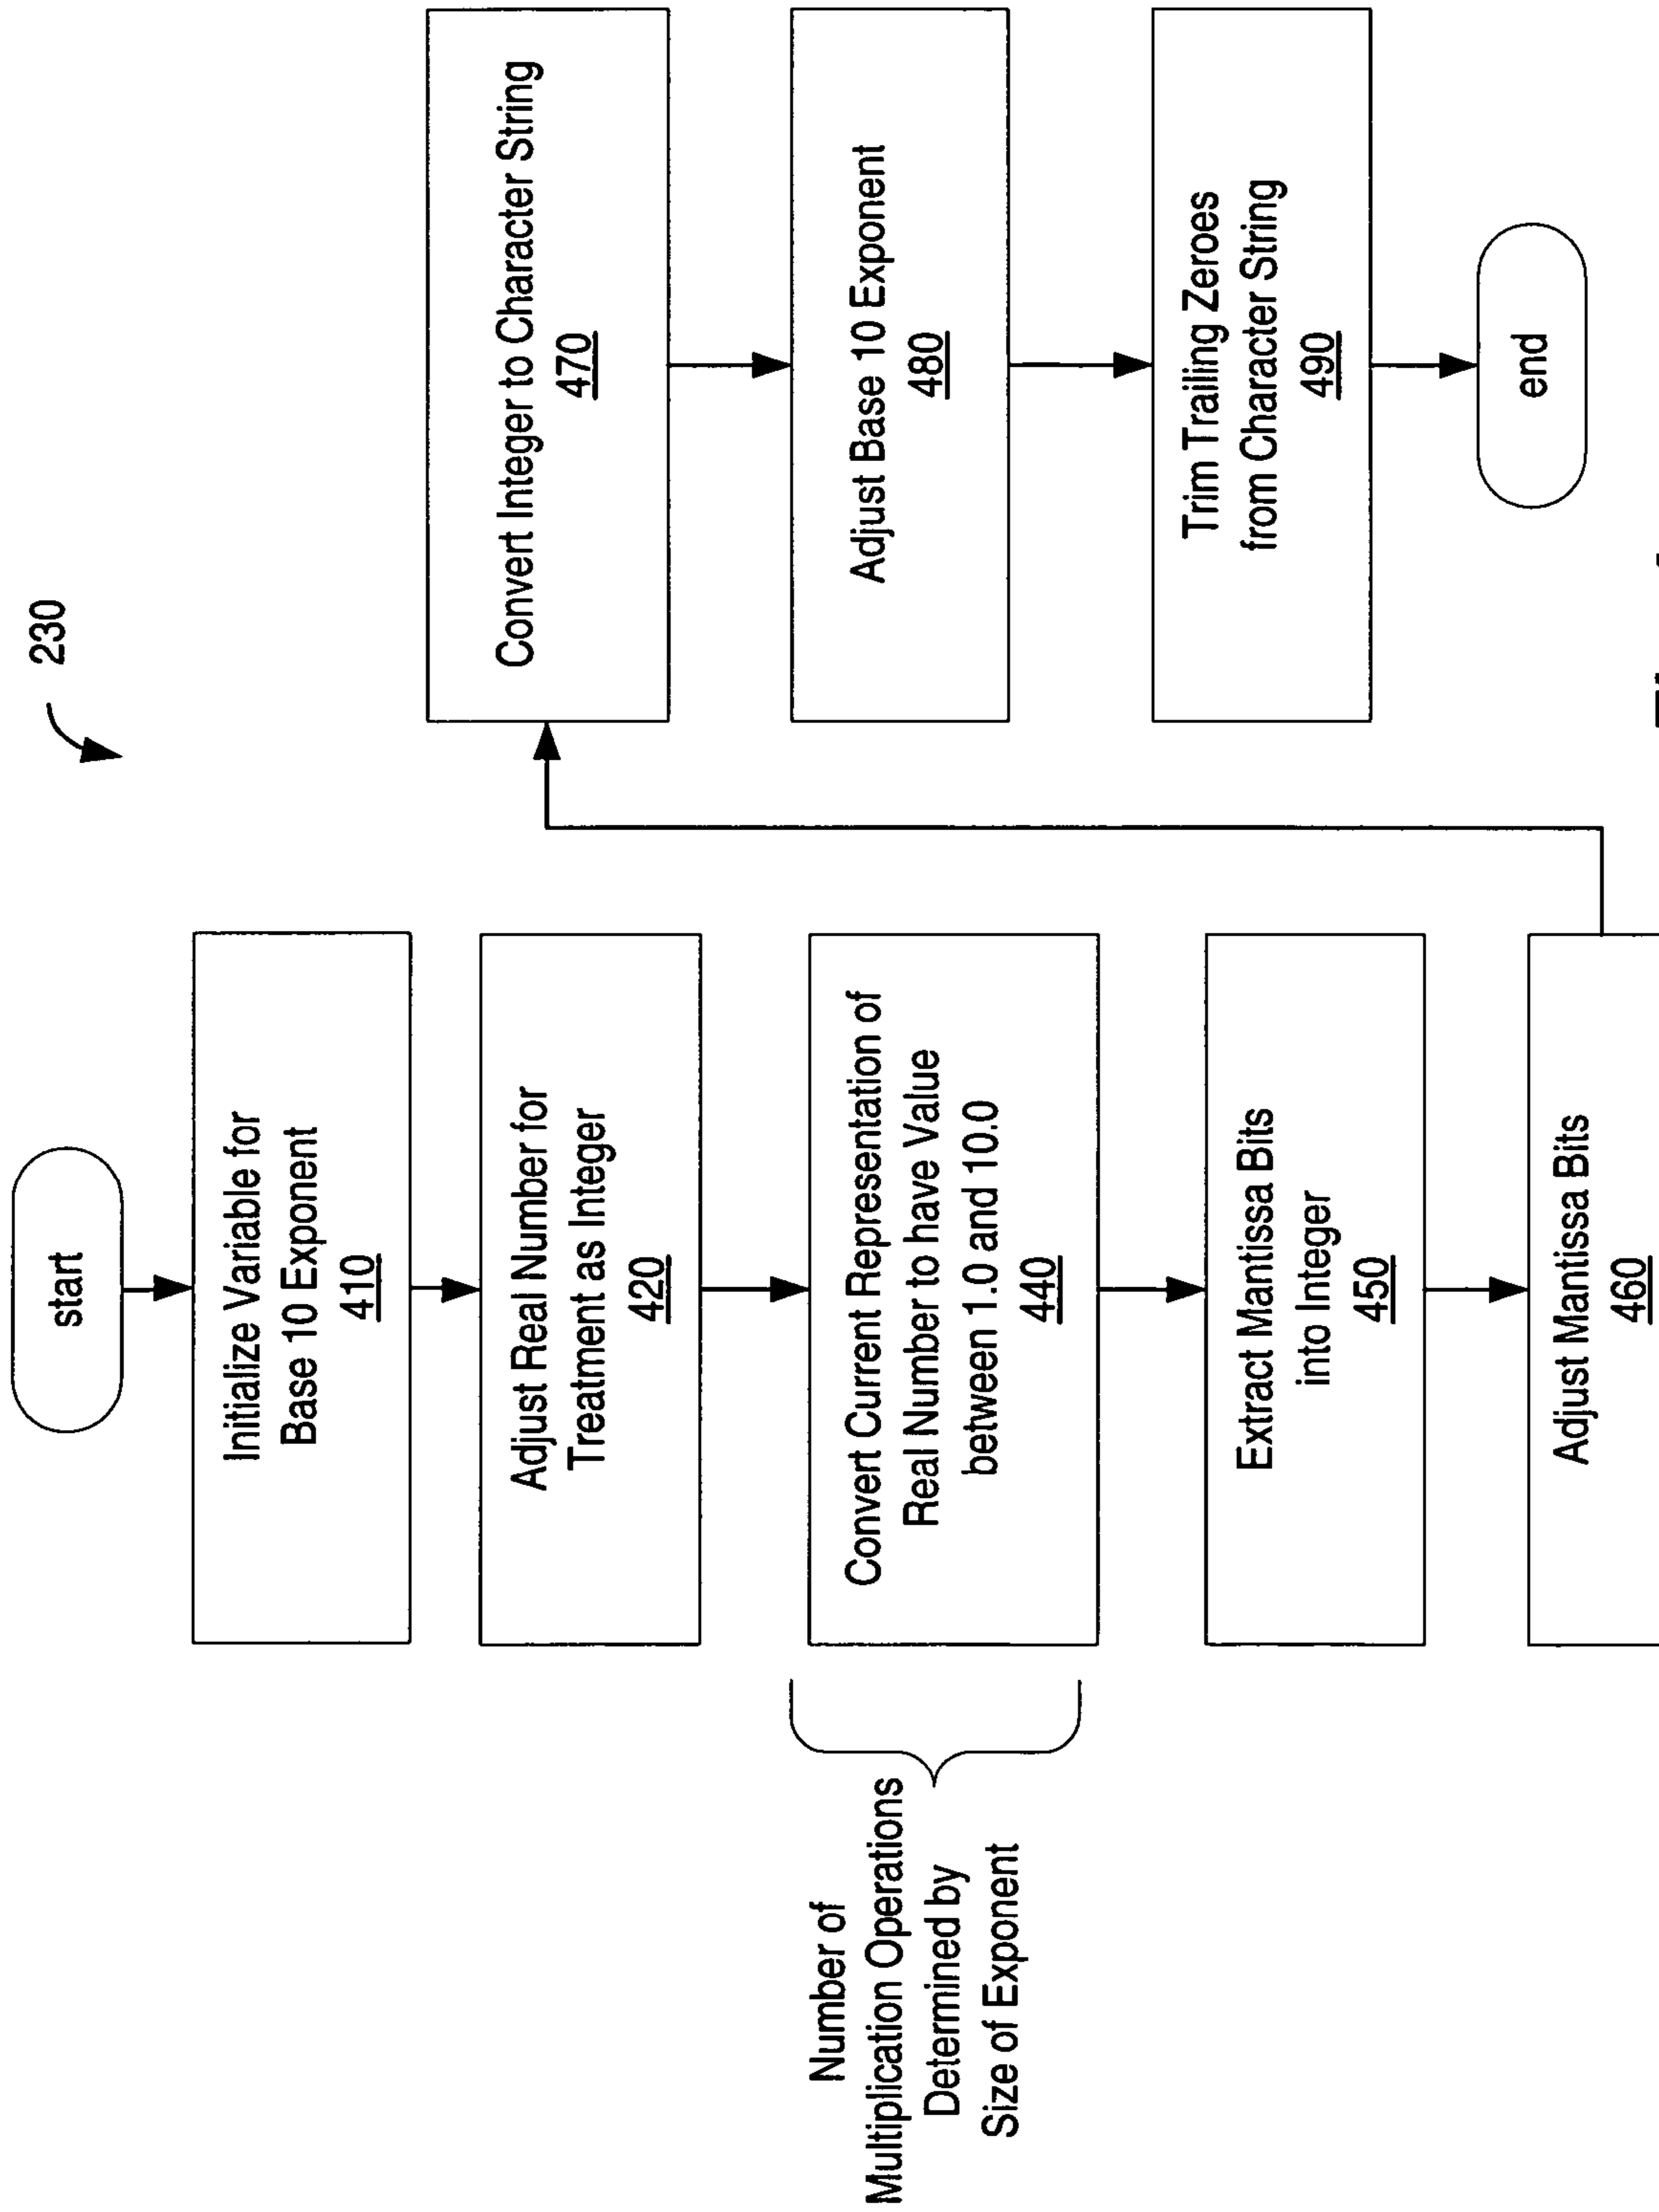 230
start
Initialize Variable for
Base 10 Exponent
410
Adjust Real Number for
Treatment as Integer
420
Number of
Multiplication Operations
Determined by
Size of Exponent
Convert Current Representation of
Real Number to have Value
between 1.0 and 10.0
440
Extract Mantissa Bits
into Integer
450
Adjust Mantissa Bits
460
Convert Integer to Character String
470
Adjust Base 10 Exponent
480
Trim Trailing Zeroes
from Character String
490
end